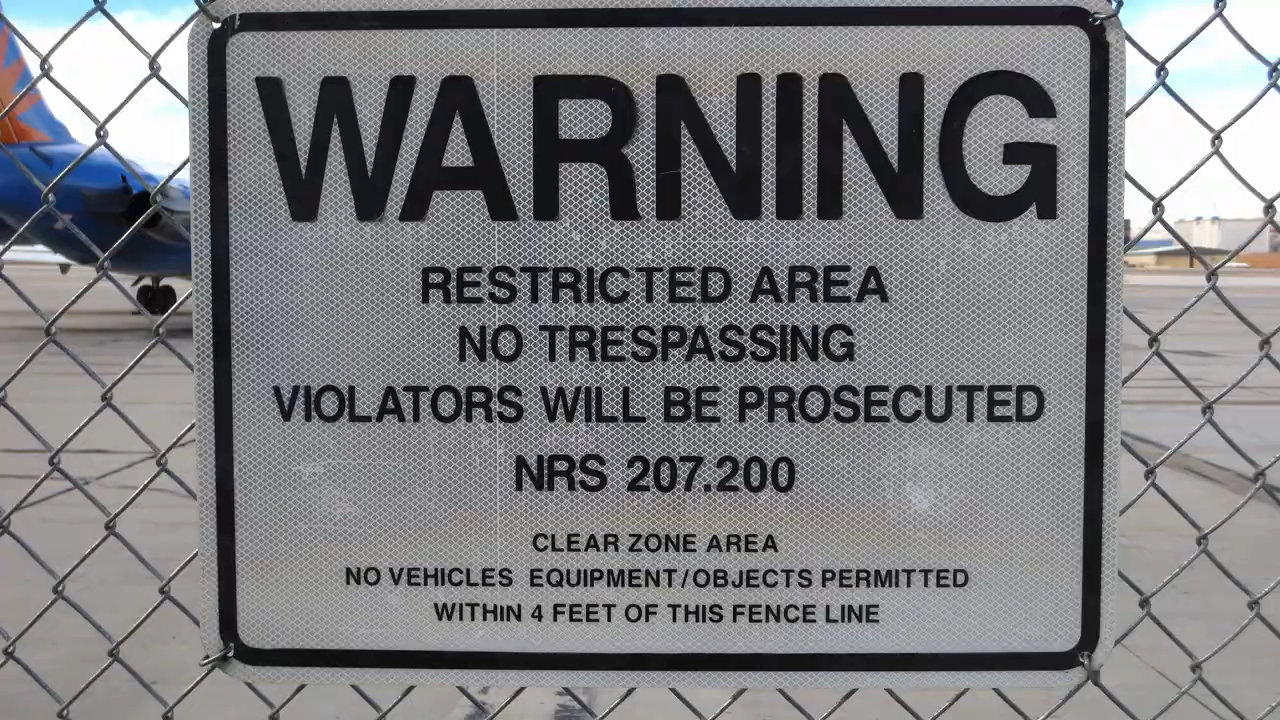 WARNING
RESTRICTED AREA
NO TRESPASSING
VIOLATORS WILL BE PROSECUTED
NRS 207.200
CLEAR ZONE AREA
NO VEHICLES EQUIPMENT/OBJECTS PERMITTED
WITHiN 4 FEET OF THIS FENCE LINE